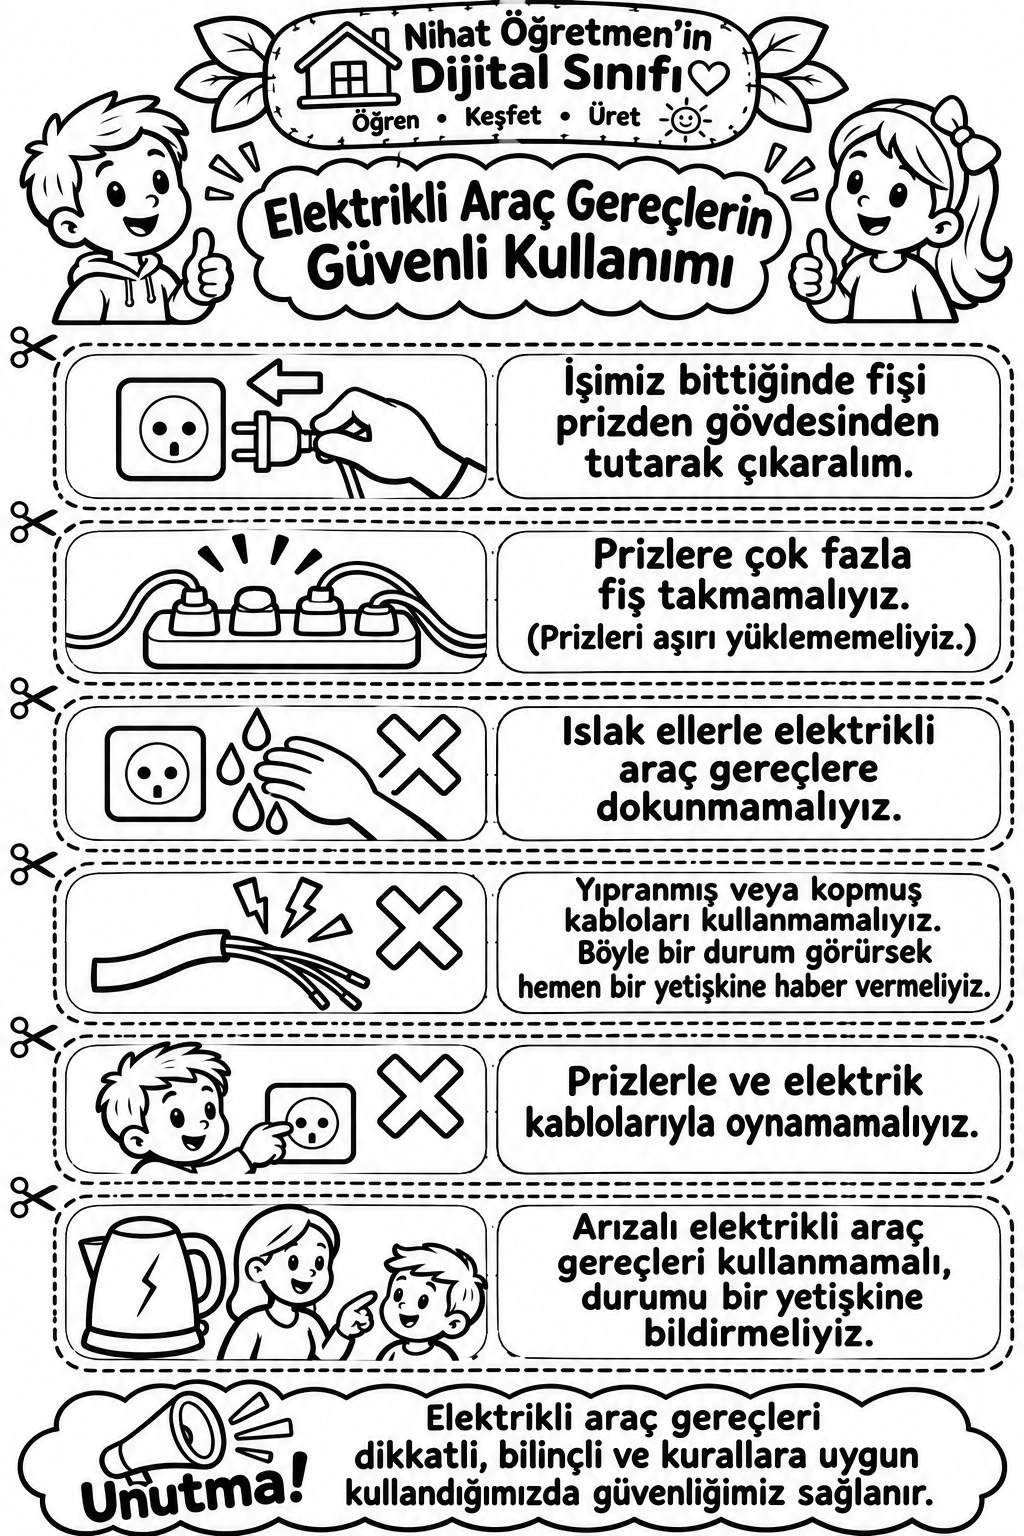 Nihat Öğretmen'in
Dijital Sınıfı
Öğren • Keşfet • Üret
Elektrikli Araç Gereçlerin
Güvenli Kullanımı
İşimiz bittiğinde fişi
prizden gövdesinden
tutarak çıkaralım.
Prizlere çok fazla
fiş takmamalıyız.
(Prizleri aşırı yüklememeliyiz.)
Islak ellerle elektrikli
araç gereçlere
dokunmamalıyız.
Yıpranmış veya kopmuş
kabloları kullanmamalıyız.
Böyle bir durum görürsek
hemen bir yetişkine haber vermeliyiz.
Prizlerle ve elektrik
kablolarıyla oynamamalıyız.
Arızalı elektrikli araç
gereçleri kullanmamalı,
durumu bir yetişkine
bildirmeliyiz.
Unutma!
Elektrikli araç gereçleri
dikkatli, bilinçli ve kurallara uygun
kullandığımızda güvenliğimiz sağlanır.